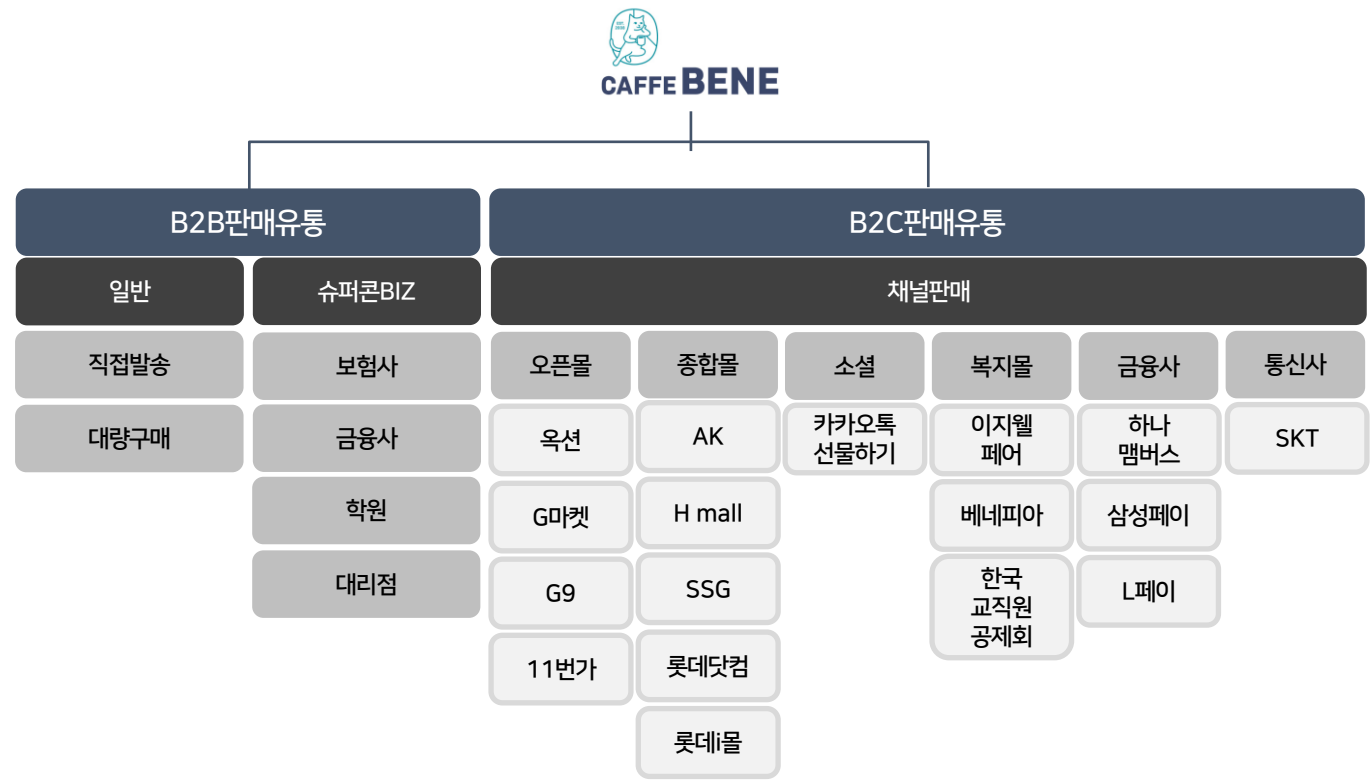 CAFFE BENE
B2B판매유통
B2C판매유통
일반
슈퍼콘BIZ
채널판매
직접발송
보험사
오픈몰
종합몰
소셜
복지몰
금융사
통신사
대량구매
금융사
옥션
AK
카카오톡
선물하기
이지웰
페어
하나
맴버스
SKT
학원
G마켓
H mall
베네피아
삼성페이
대리점
G9
SSG
한국
교직원
공제회
L페이
11번가
롯데닷컴
롯데i몰